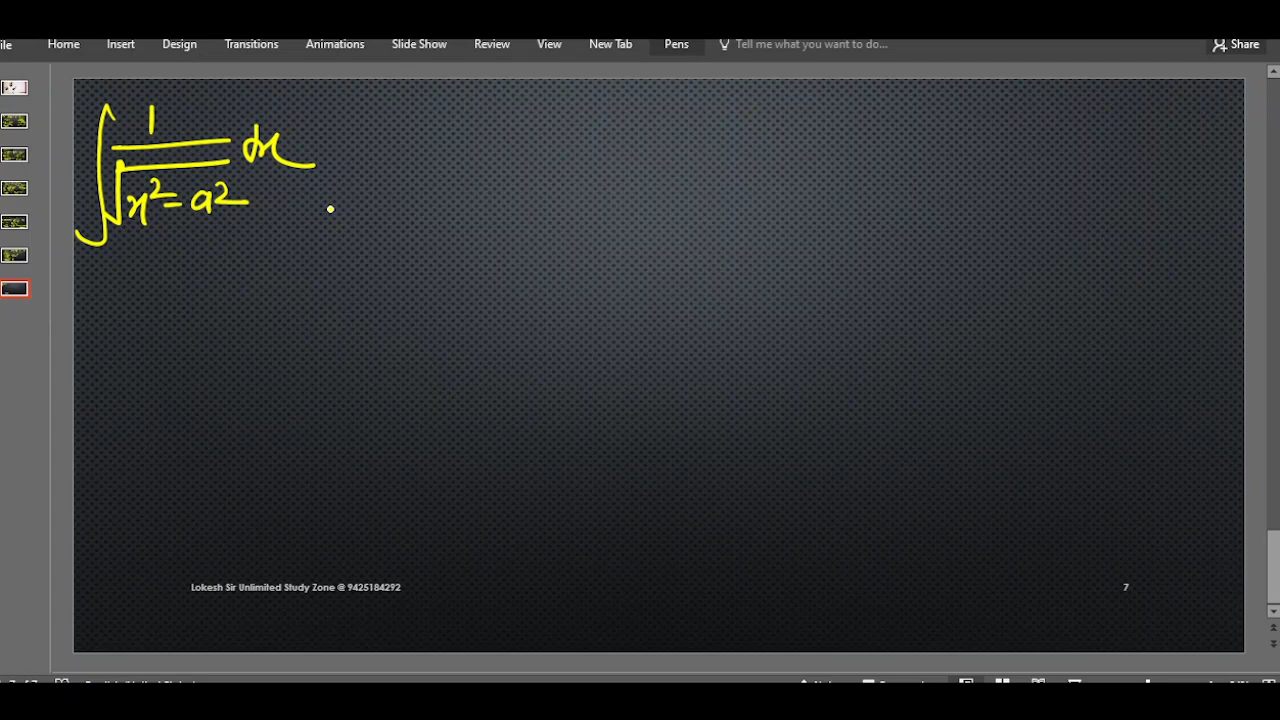 ile Home Insert Design Transitions Animations Slide Show Review View New Tab Pens Tell me what you want to do... Share
∫ 1/√(x² = a²) dx
Lokesh Sir Unlimited Study Zone @ 9425184292
7